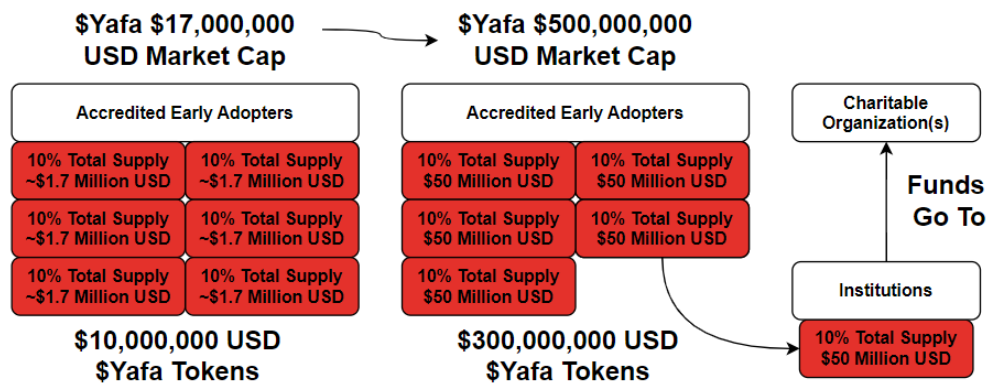 $Yafa $17,000,000
USD Market Cap
Accredited Early Adopters
10% Total Supply
~$1.7 Million USD
10% Total Supply
~$1.7 Million USD
10% Total Supply
~$1.7 Million USD
10% Total Supply
~$1.7 Million USD
10% Total Supply
~$1.7 Million USD
10% Total Supply
~$1.7 Million USD
$10,000,000 USD
$Yafa Tokens
$Yafa $500,000,000
USD Market Cap
Accredited Early Adopters
10% Total Supply
$50 Million USD
10% Total Supply
$50 Million USD
10% Total Supply
$50 Million USD
10% Total Supply
$50 Million USD
10% Total Supply
$50 Million USD
$300,000,000 USD
$Yafa Tokens
Charitable
Organization(s)
Funds
Go To
Institutions
10% Total Supply
$50 Million USD